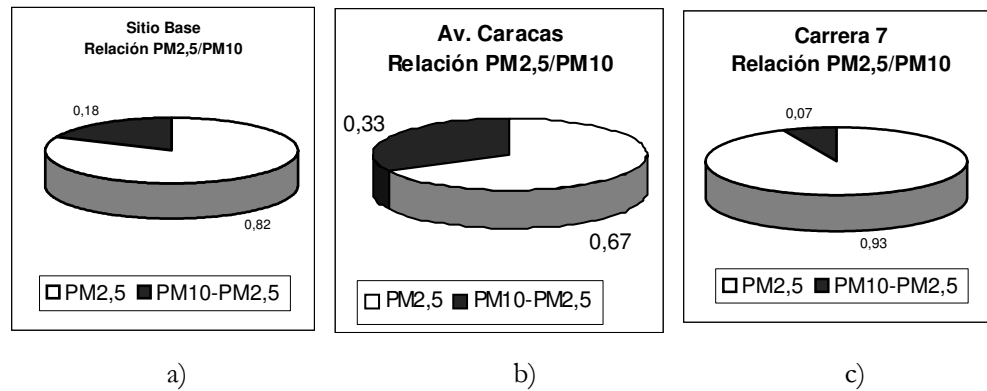 Sitio Base
Relación PM2,5/PM10
0,18
0,82
PM2,5 PM10-PM2,5
a)
Av. Caracas
Relación PM2,5/PM10
0,33
0,67
PM2,5 PM10-PM2,5
b)
Carrera 7
Relación PM2,5/PM10
0,07
0,93
PM2,5 PM10-PM2,5
c)